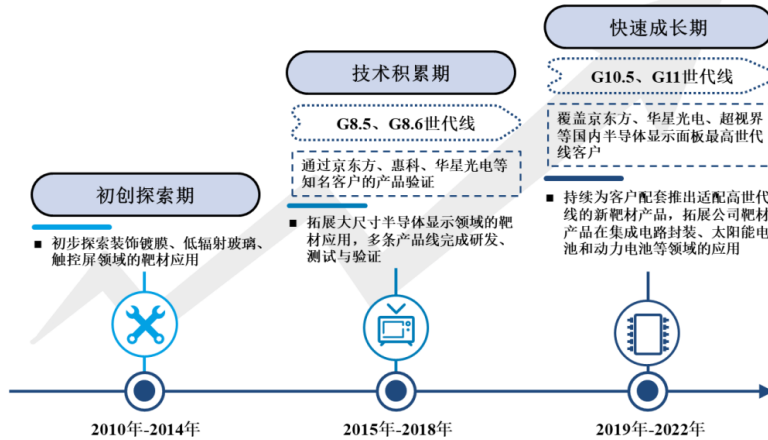 快速成长期
G10.5、G11世代线
覆盖京东方、华星光电、超视界
等国内半导体显示面板最高世代
线客户
■ 持续为客户配套推出适配高世代
线的新靶材产品，拓展公司靶材
产品在集成电路封装、太阳能电
池和动力电池等领域的应用
技术积累期
G8.5、G8.6世代线
通过京东方、惠科、华星光电等
知名客户的产品验证
■ 拓展大尺寸半导体显示领域的靶
材应用，多条产品线完成研发、
测试与验证
初创探索期
■ 初步探索装饰镀膜、低辐射玻璃、
触控屏领域的靶材应用
2010年-2014年
2015年-2018年
2019年-2022年